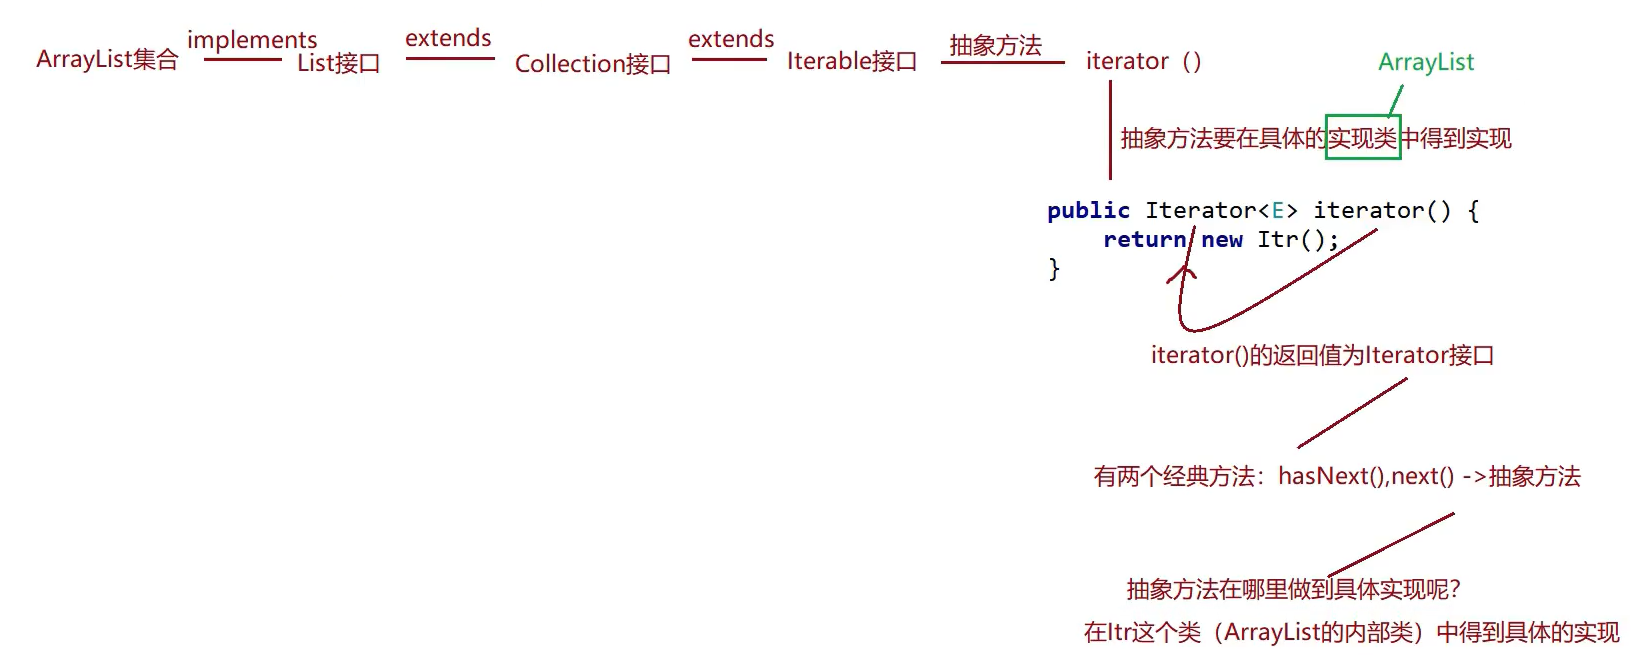 ArrayList集合 implements List接口 extends Collection接口 extends Iterable接口 抽象方法 iterator（）
ArrayList
抽象方法要在具体的实现类中得到实现
public Iterator<E> iterator() {
return new Itr();
}
iterator()的返回值为Iterator接口
有两个经典方法：hasNext(),next() ->抽象方法
抽象方法在哪里做到具体实现呢?
在Itr这个类（ArrayList的内部类）中得到具体的实现